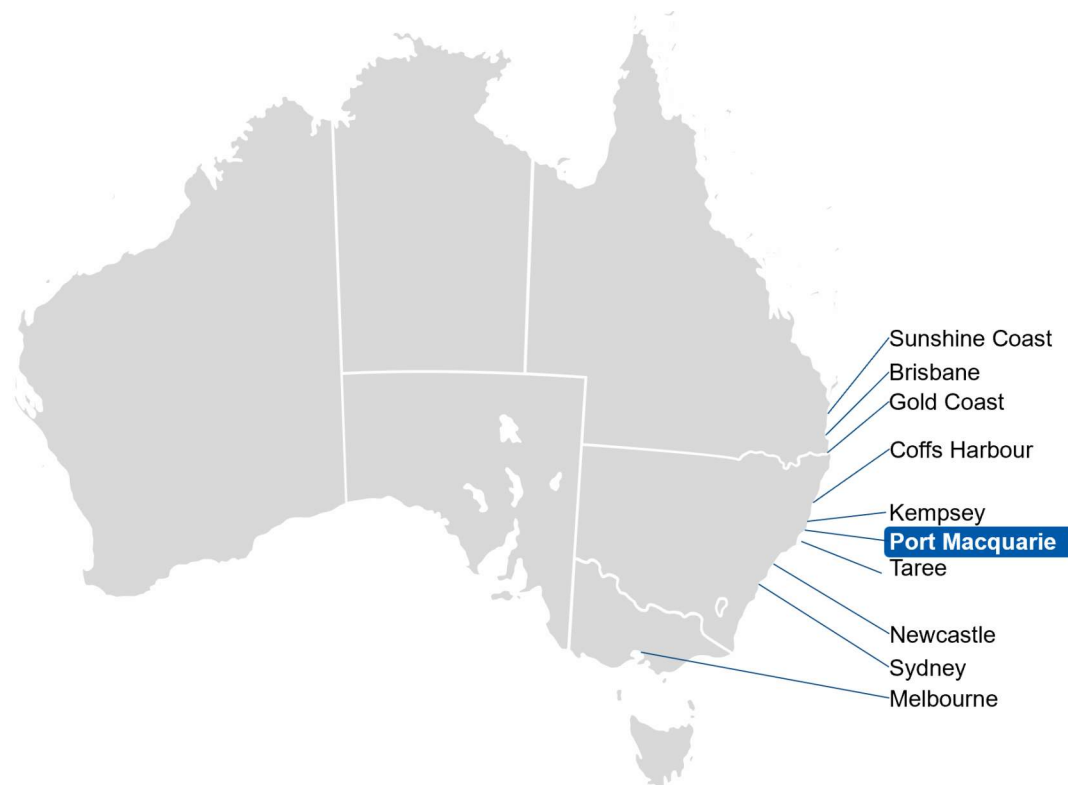 Sunshine Coast
Brisbane
Gold Coast
Coffs Harbour
Kempsey
Port Macquarie
Taree
Newcastle
Sydney
Melbourne